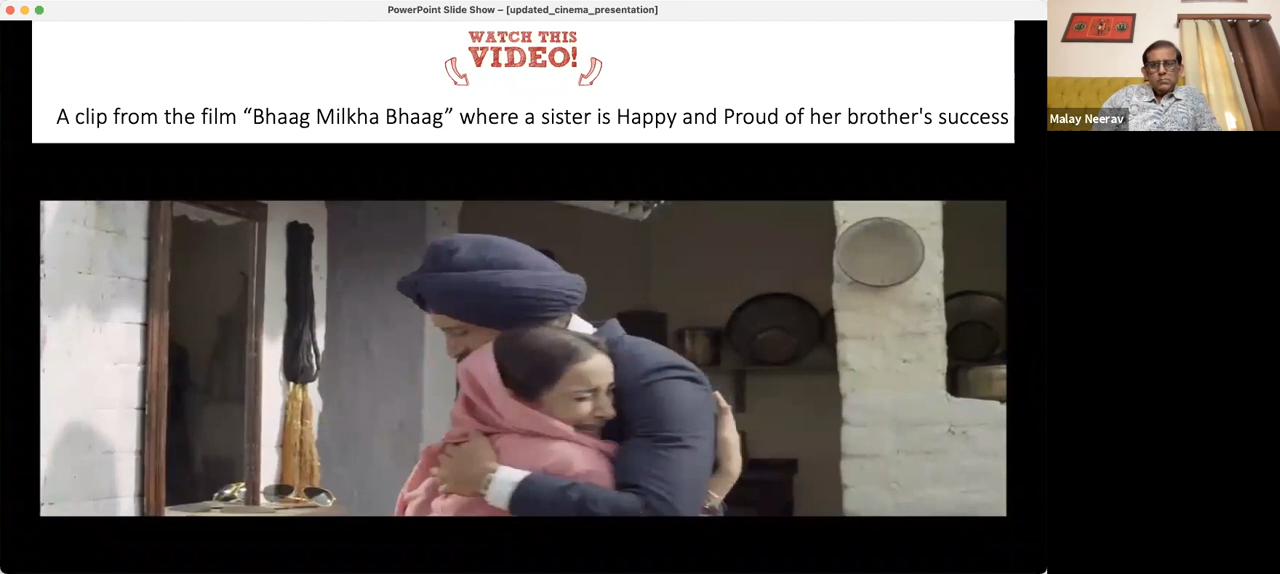 PowerPoint Slide Show – [updated_cinema_presentation]
WATCH THIS
VIDEO!
A clip from the film “Bhaag Milkha Bhaag” where a sister is Happy and Proud of her brother's success
Malay Neerav